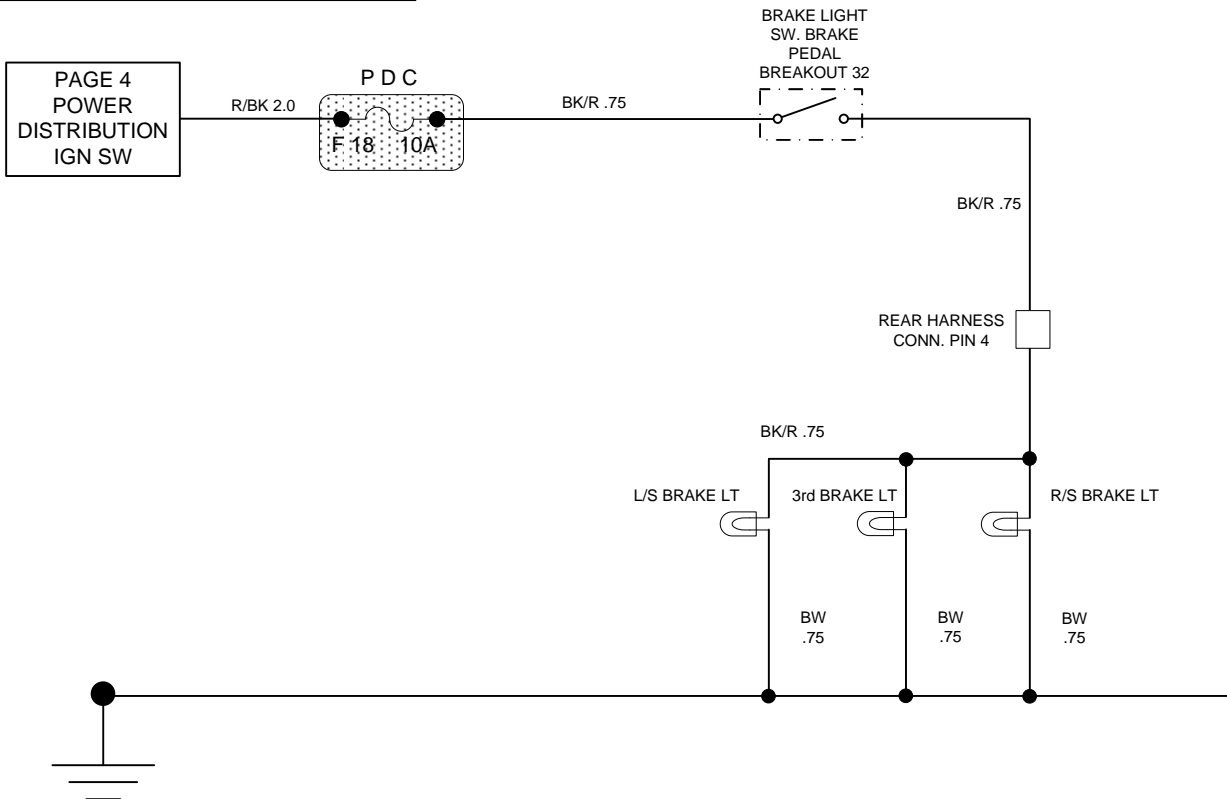 BRAKE LIGHT
SW. BRAKE
PEDAL
BREAKOUT 32
PAGE 4
POWER
DISTRIBUTION
IGN SW
R/BK 2.0
P D C
F 18 10A
BK/R .75
BK/R .75
REAR HARNESS
CONN. PIN 4
BK/R .75
L/S BRAKE LT
3rd BRAKE LT
R/S BRAKE LT
BW
.75
BW
.75
BW
.75